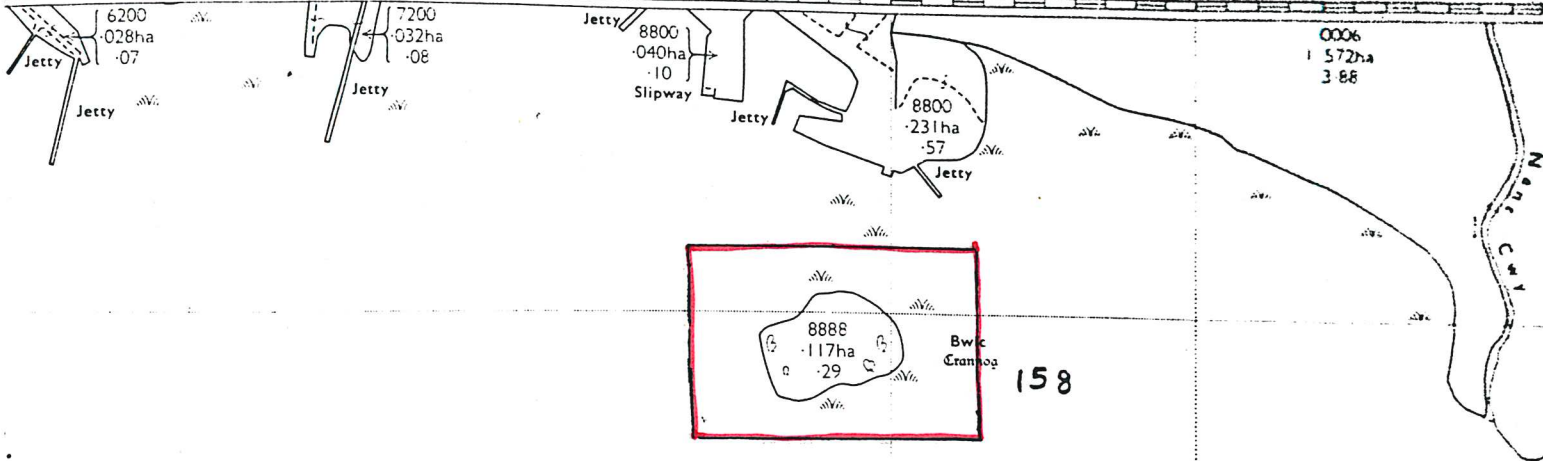 6200
·028ha
·07
Jetty
Jetty
7200
·032ha
·08
Jetty
Jetty
8800
·040ha
·10
Slipway
Jetty
8800
·231ha
·57
Jetty
0006
1 572ha
3 88
8888
·117ha
·29
Crannog
158